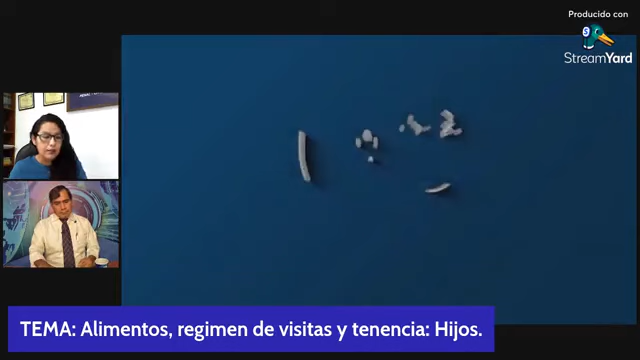 Producido con
StreamYard
TEMA: Alimentos, regimen de visitas y tenencia: Hijos.